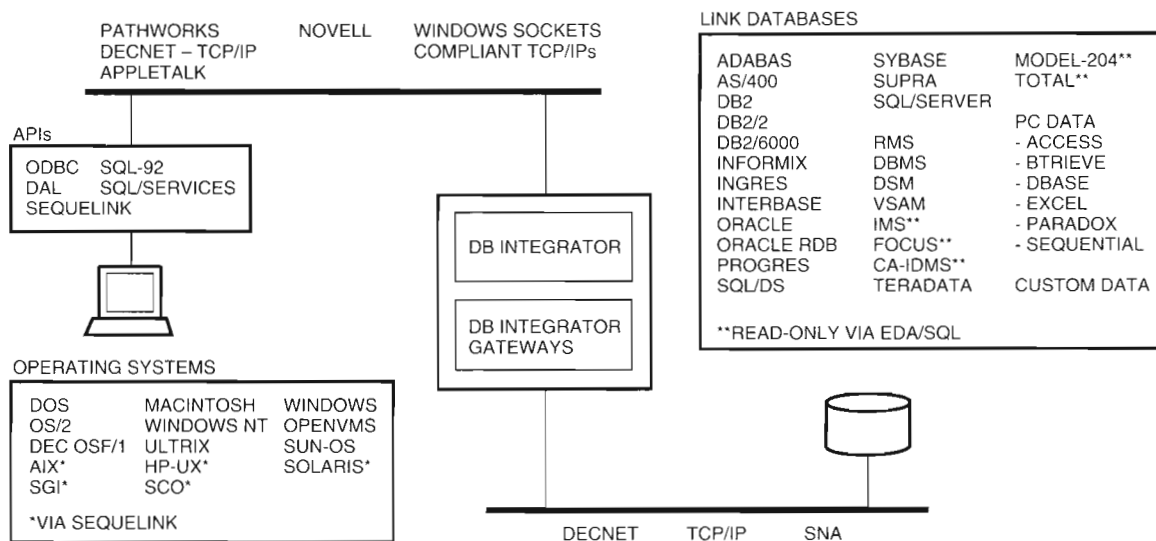 PATHWORKS NOVELL WINDOWS SOCKETS
DECNET – TCP/IP COMPLIANT TCP/IPs
APPLETALK
APIs
ODBC SQL-92
DAL SQL/SERVICES
SEQUELINK
OPERATING SYSTEMS
DOS MACINTOSH WINDOWS
OS/2 WINDOWS NT OPENVMS
DEC OSF/1 ULTRIX SUN-OS
AIX* HP-UX* SOLARIS*
SGI* SCO*
*VIA SEQUELINK
DB INTEGRATOR
DB INTEGRATOR
GATEWAYS
LINK DATABASES
ADABAS SYBASE MODEL-204**
AS/400 SUPRA TOTAL**
DB2 SQL/SERVER
DB2/2 PC DATA
DB2/6000 RMS - ACCESS
INFORMIX DBMS - BTRIEVE
INGRES DSM - DBASE
INTERBASE VSAM - EXCEL
ORACLE IMS** - PARADOX
ORACLE RDB FOCUS** - SEQUENTIAL
PROGRES CA-IDMS**
SQL/DS TERADATA CUSTOM DATA
**READ-ONLY VIA EDA/SQL
DECNET TCP/IP SNA